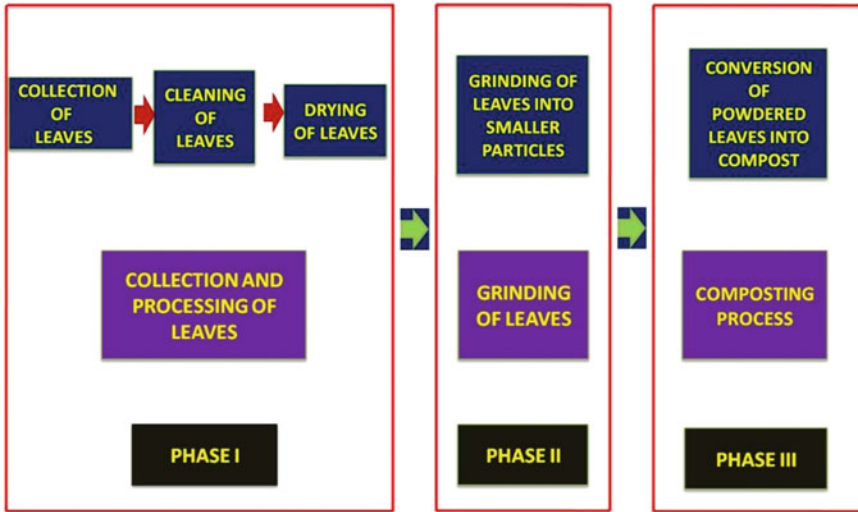 COLLECTION
OF
LEAVES
CLEANING
OF
LEAVES
DRYING
OF LEAVES
COLLECTION AND
PROCESSING OF
LEAVES
PHASE I
GRINDING OF
LEAVES INTO
SMALLER
PARTICLES
GRINDING
OF LEAVES
PHASE II
CONVERSION
OF
POWDERED
LEAVES INTO
COMPOST
COMPOSTING
PROCESS
PHASE III